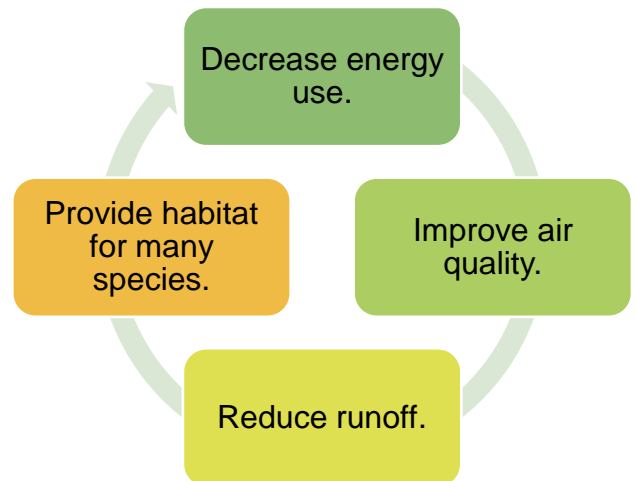 Decrease energy
use.
Improve air
quality.
Reduce runoff.
Provide habitat
for many
species.